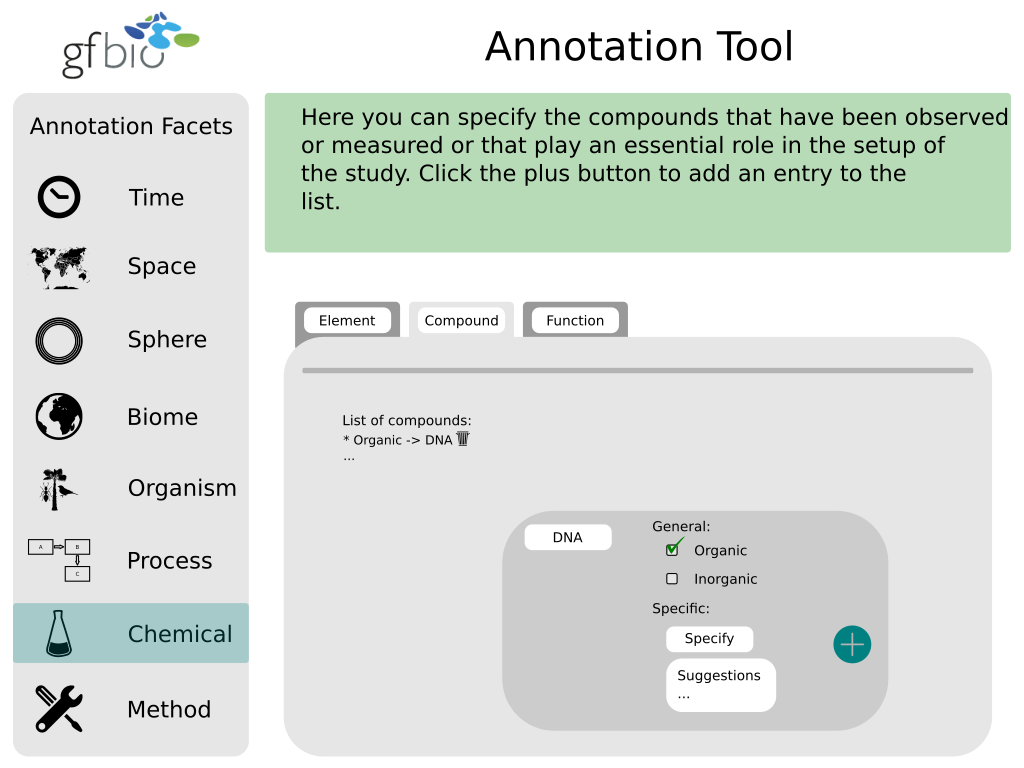 gfbio
Annotation Tool
Annotation Facets
Time
Space
Sphere
Biome
Organism
A
B
C
Process
Chemical
Method
Here you can specify the compounds that have been observed
or measured or that play an essential role in the setup of
the study. Click the plus button to add an entry to the
list.
Element
Compound
Function
List of compounds:
* Organic -> DNA
...
DNA
General:
Organic
Inorganic
Specific:
Specify
Suggestions
...